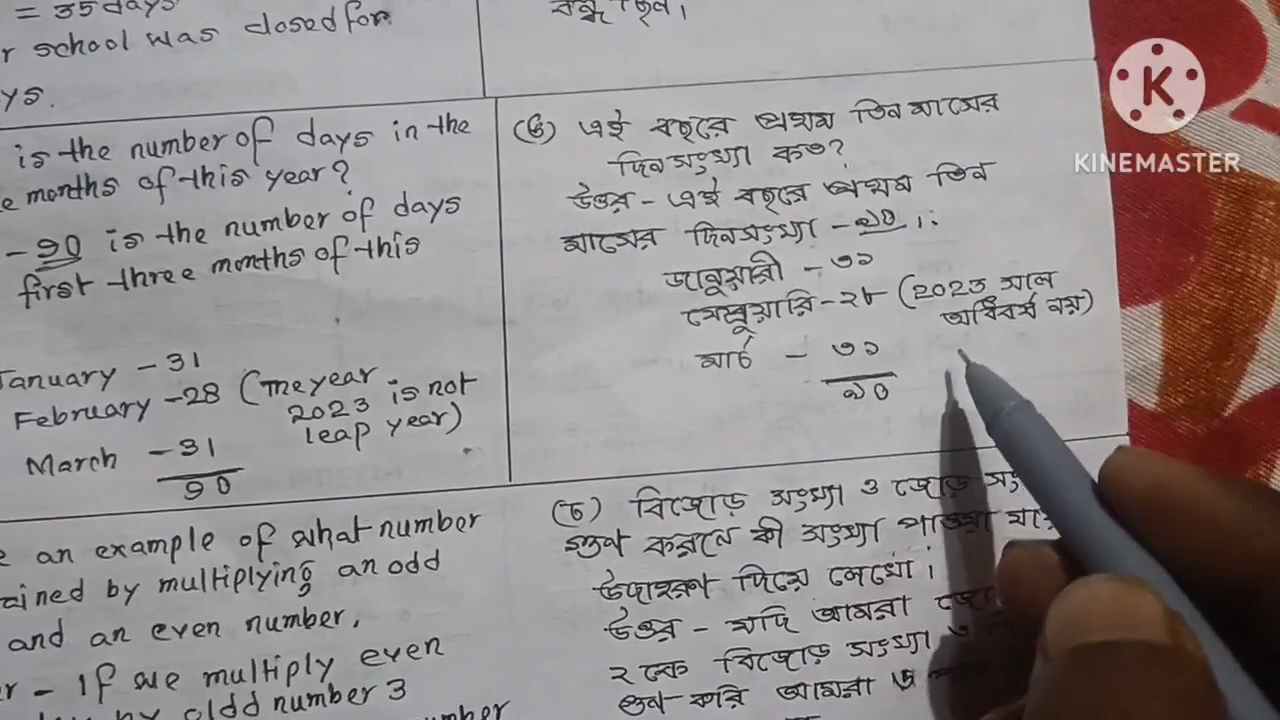 = 35 days
r school was closed for
ys.
is the number of days in the
e months of this year?
- 90 is the number of days
first three months of this
January - 31
February - 28 (The year
2023 is not
leap year)
March - 31
90
e an example of what number
ained by multiplying an odd
and an even number.
er - If we multiply even
by oldd number 3
number
বন্ধ ছিল।
(ঙ) এই বছরে প্রথম তিন মাসের
দিনসংখ্যা কত?
উত্তর - এই বছরে প্রথম তিন
মাসের দিনসংখ্যা - ৯০।
জানুয়ারী - ৩১
ফেব্রুয়ারি - ২৮ (2023 সাল
অধিবর্ষ নয়)
মার্চ - ৩১
৯০
(চ) বিজোড় সংখ্যা ও জোড় সং
গুণ করলে কী সংখ্যা পাওয়া যায়
উদাহরণ দিয়ে লেখো।
উত্তর - যদি আমরা জো
২ কে বিজোড় সংখ্যা ৩
গুণ করি আমরা
KINEMASTER